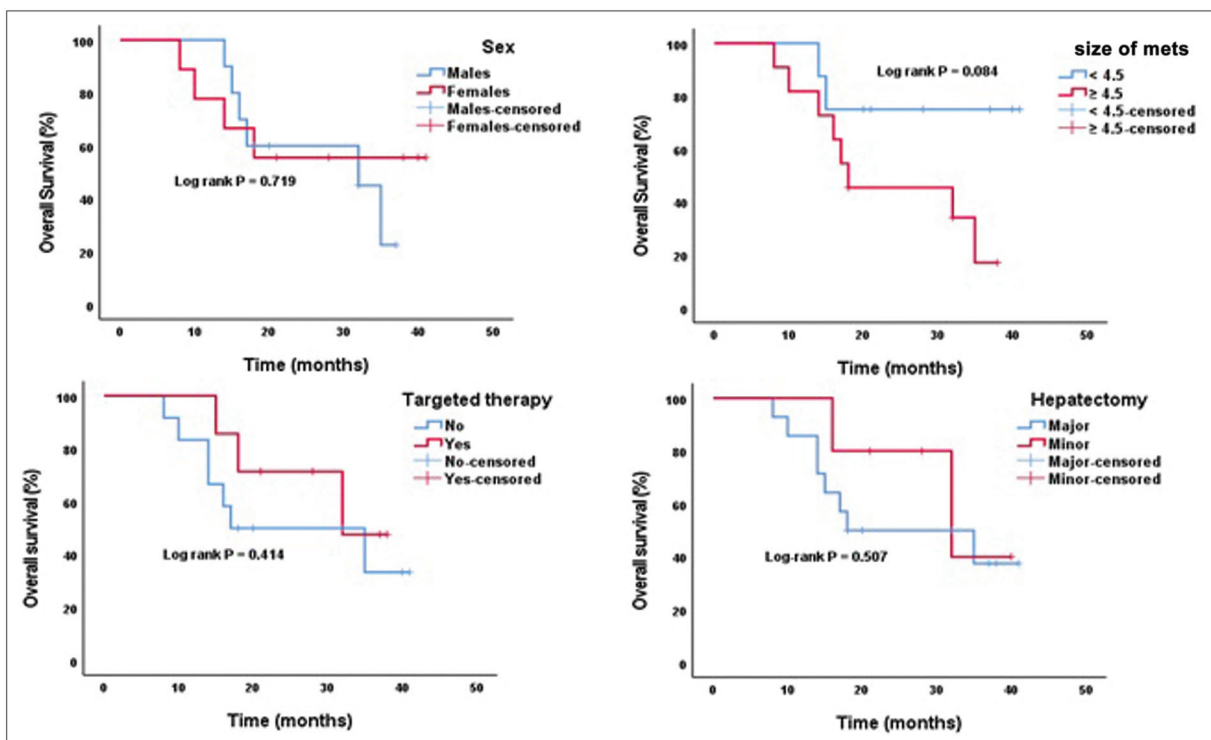 Sex
Males
Females
Males-censored
Females-censored
Log rank P = 0.719
Overall Survival (%)
100
80
60
40
20
0
0 10 20 30 40 50
Time (months)
size of mets
< 4.5
≥ 4.5
< 4.5-censored
≥ 4.5-censored
Log rank P = 0.084
Overall Survival (%)
100
80
60
40
20
0
0 10 20 30 40 50
Time (months)
Targeted therapy
No
Yes
No-censored
Yes-censored
Log rank P = 0.414
Overall survival (%)
100
80
60
40
20
0
0 10 20 30 40 50
Time (months)
Hepatectomy
Major
Minor
Major-censored
Minor-censored
Log-rank P = 0.507
Overall survival (%)
100
80
60
40
20
0
0 10 20 30 40 50
Time (months)